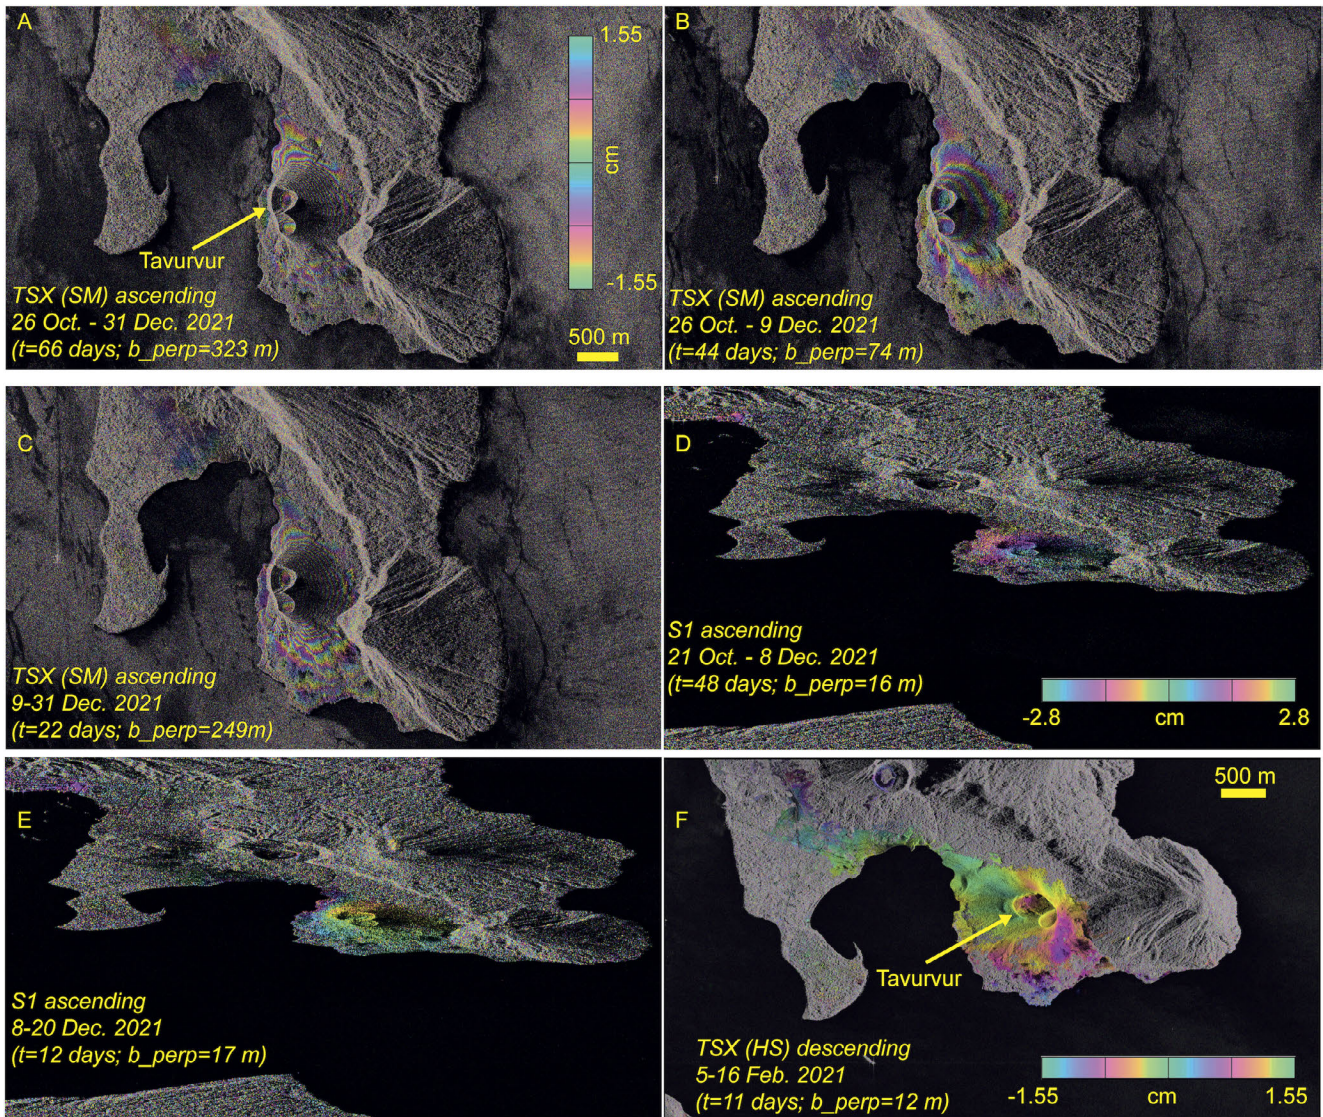 A
1.55
cm
-1.55
Tavurvur
TSX (SM) ascending
26 Oct. - 31 Dec. 2021
(t=66 days; b_perp=323 m)
500 m
B
TSX (SM) ascending
26 Oct. - 9 Dec. 2021
(t=44 days; b_perp=74 m)
C
TSX (SM) ascending
9-31 Dec. 2021
(t=22 days; b_perp=249m)
D
S1 ascending
21 Oct. - 8 Dec. 2021
(t=48 days; b_perp=16 m)
-2.8 cm 2.8
E
S1 ascending
8-20 Dec. 2021
(t=12 days; b_perp=17 m)
500 m
F
Tavurvur
TSX (HS) descending
5-16 Feb. 2021
(t=11 days; b_perp=12 m)
-1.55 cm 1.55